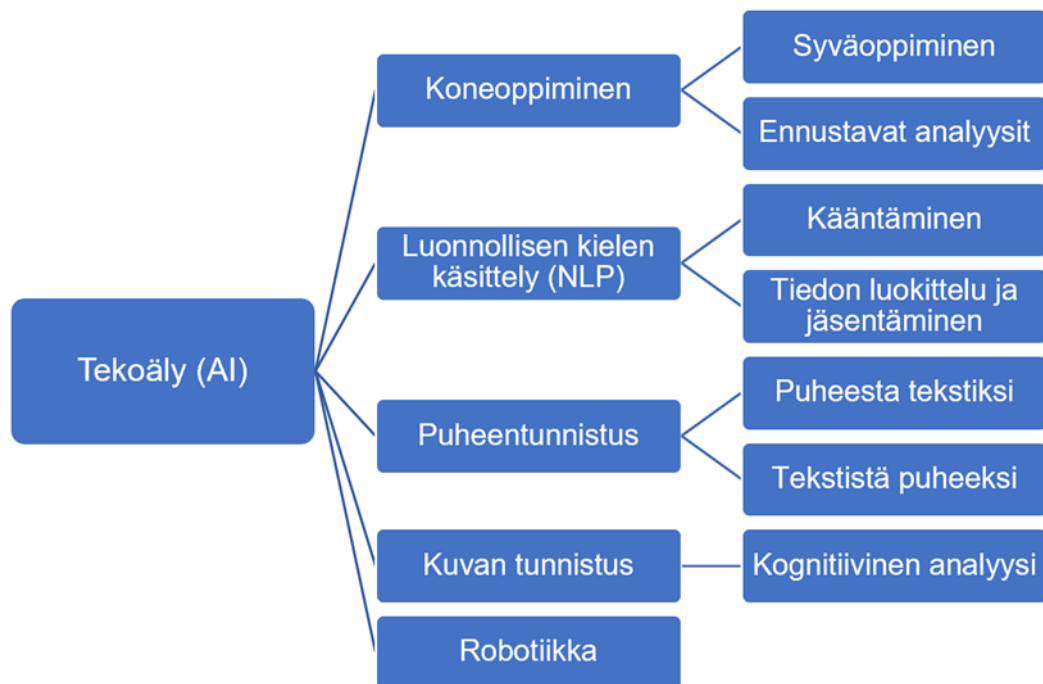 Tekoäly (AI)
Koneoppiminen
Syväoppiminen
Ennustavat analyysit
Luonnollisen kielen
käsittely (NLP)
Kääntäminen
Tiedon luokittelu ja
jäsentäminen
Puheentunnistus
Puheesta tekstiksi
Tekstistä puheeksi
Kuvan tunnistus
Kognitiivinen analyysi
Robotiikka